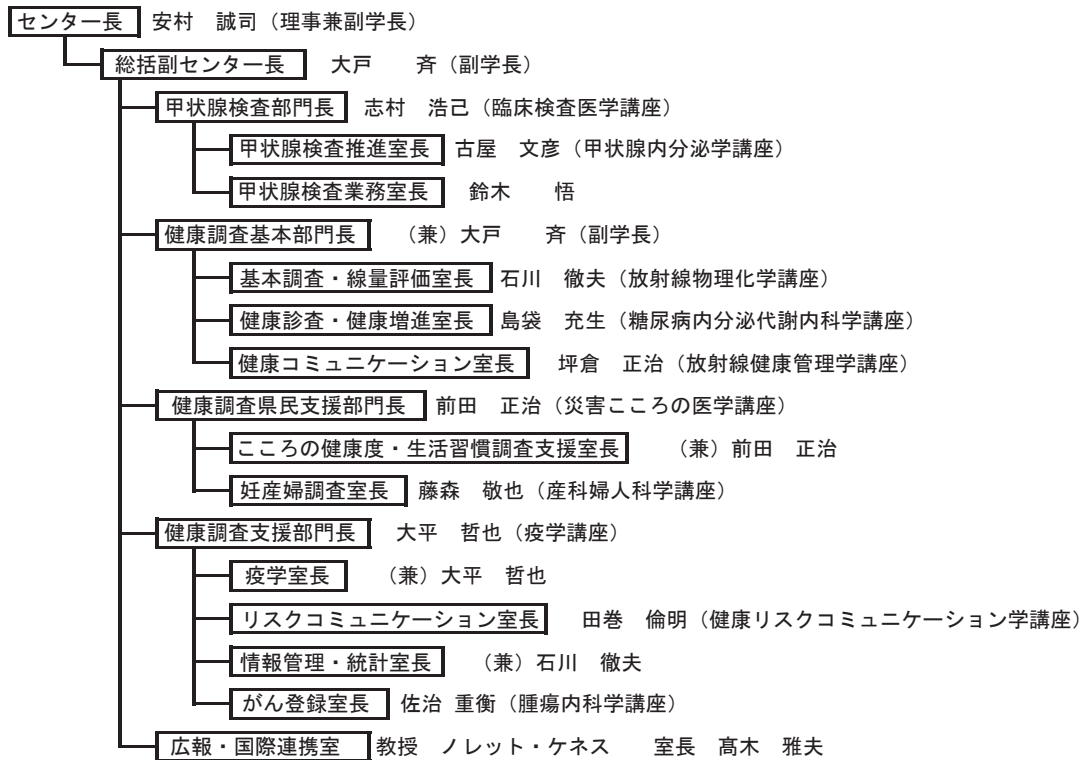 センター長 安村　誠司（理事兼副学長）
総括副センター長 大戸　　斉（副学長）
甲状腺検査部門長 志村　浩己（臨床検査医学講座）
甲状腺検査推進室長 古屋　文彦（甲状腺内分泌学講座）
甲状腺検査業務室長 鈴木　　悟
健康調査基本部門長 （兼）大戸　　斉（副学長）
基本調査・線量評価室長 石川　徹夫（放射線物理化学講座）
健康診査・健康増進室長 島袋　充生（糖尿病内分泌代謝内科学講座）
健康コミュニケーション室長 坪倉　正治（放射線健康管理学講座）
健康調査県民支援部門長 前田　正治（災害こころの医学講座）
こころの健康度・生活習慣調査支援室長 （兼）前田　正治
妊産婦調査室長 藤森　敬也（産科婦人科学講座）
健康調査支援部門長 大平　哲也（疫学講座）
疫学室長 （兼）大平　哲也
リスクコミュニケーション室長 田巻　倫明（健康リスクコミュニケーション学講座）
情報管理・統計室長 （兼）石川　徹夫
がん登録室長 佐治 重衡（腫瘍内科学講座）
広報・国際連携室 教授　ノレット・ケネス　　室長　髙木　雅夫